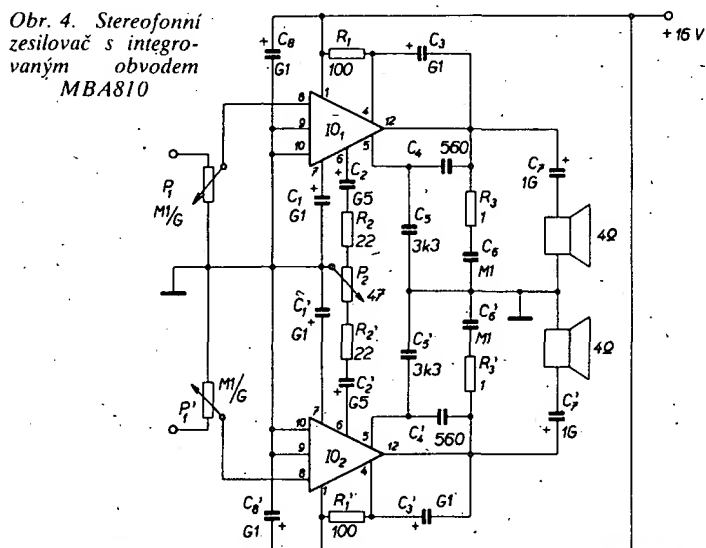 Obr. 4. Stereofonní
zesilovač s integro-
vaným obvodem
MBA810
+ C8
G1
R1
100
+ C3
G1
+ 16 V
1
8
9
10
IO1
4
5
12
6
7
C4
560
C7 +
1G
4Ω
P1
M1/G
C1 +
G1
+ C2
G5
R2
22
C5
3k3
R3
1
C6
M1
P2
47
C1'
G1 +
R2'
22
C2'
+ G5
C5'
3k3
C6'
M1
R3'
1
4Ω
C7'
+ 1G
P1'
M1/G
7
10
9
8
IO2
6
5
12
4
1
C4'
560
C8'
G1 +
R1'
100
C3' G1
+